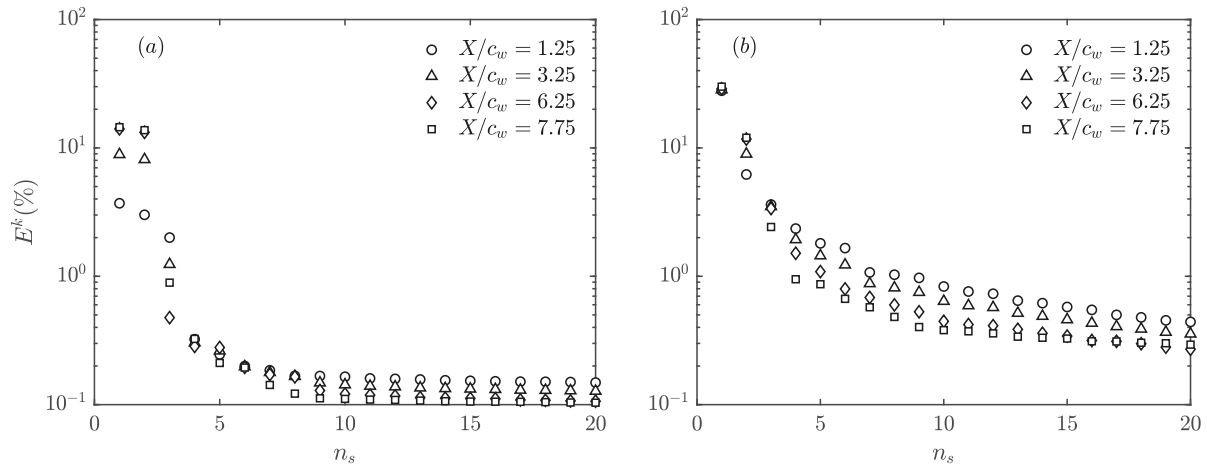 (a)
X/c_w = 1.25
X/c_w = 3.25
X/c_w = 6.25
X/c_w = 7.75
10^2
10^1
10^0
10^{-1}
E^k(%)
0 5 10 15 20
n_s
(b)
X/c_w = 1.25
X/c_w = 3.25
X/c_w = 6.25
X/c_w = 7.75
10^2
10^1
10^0
10^{-1}
0 5 10 15 20
n_s